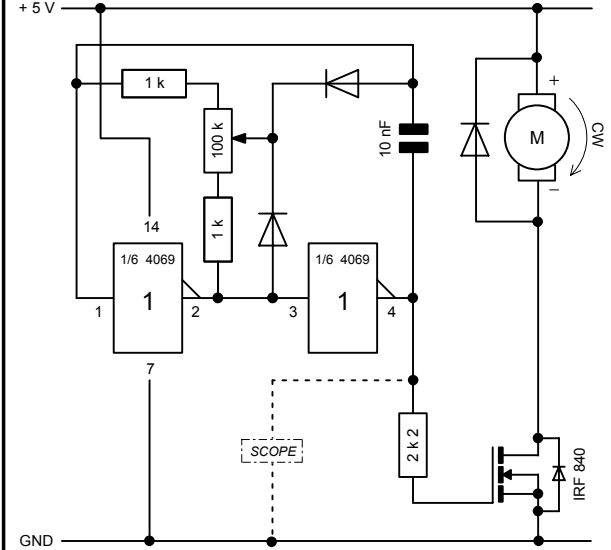 + 5 V
1 k
100 k
10 nF
+
M
CW
–
1 k
14
1/6 4069
1/6 4069
1
1
1
2
3
4
7
SCOPE
2 k 2
IRF 840
GND